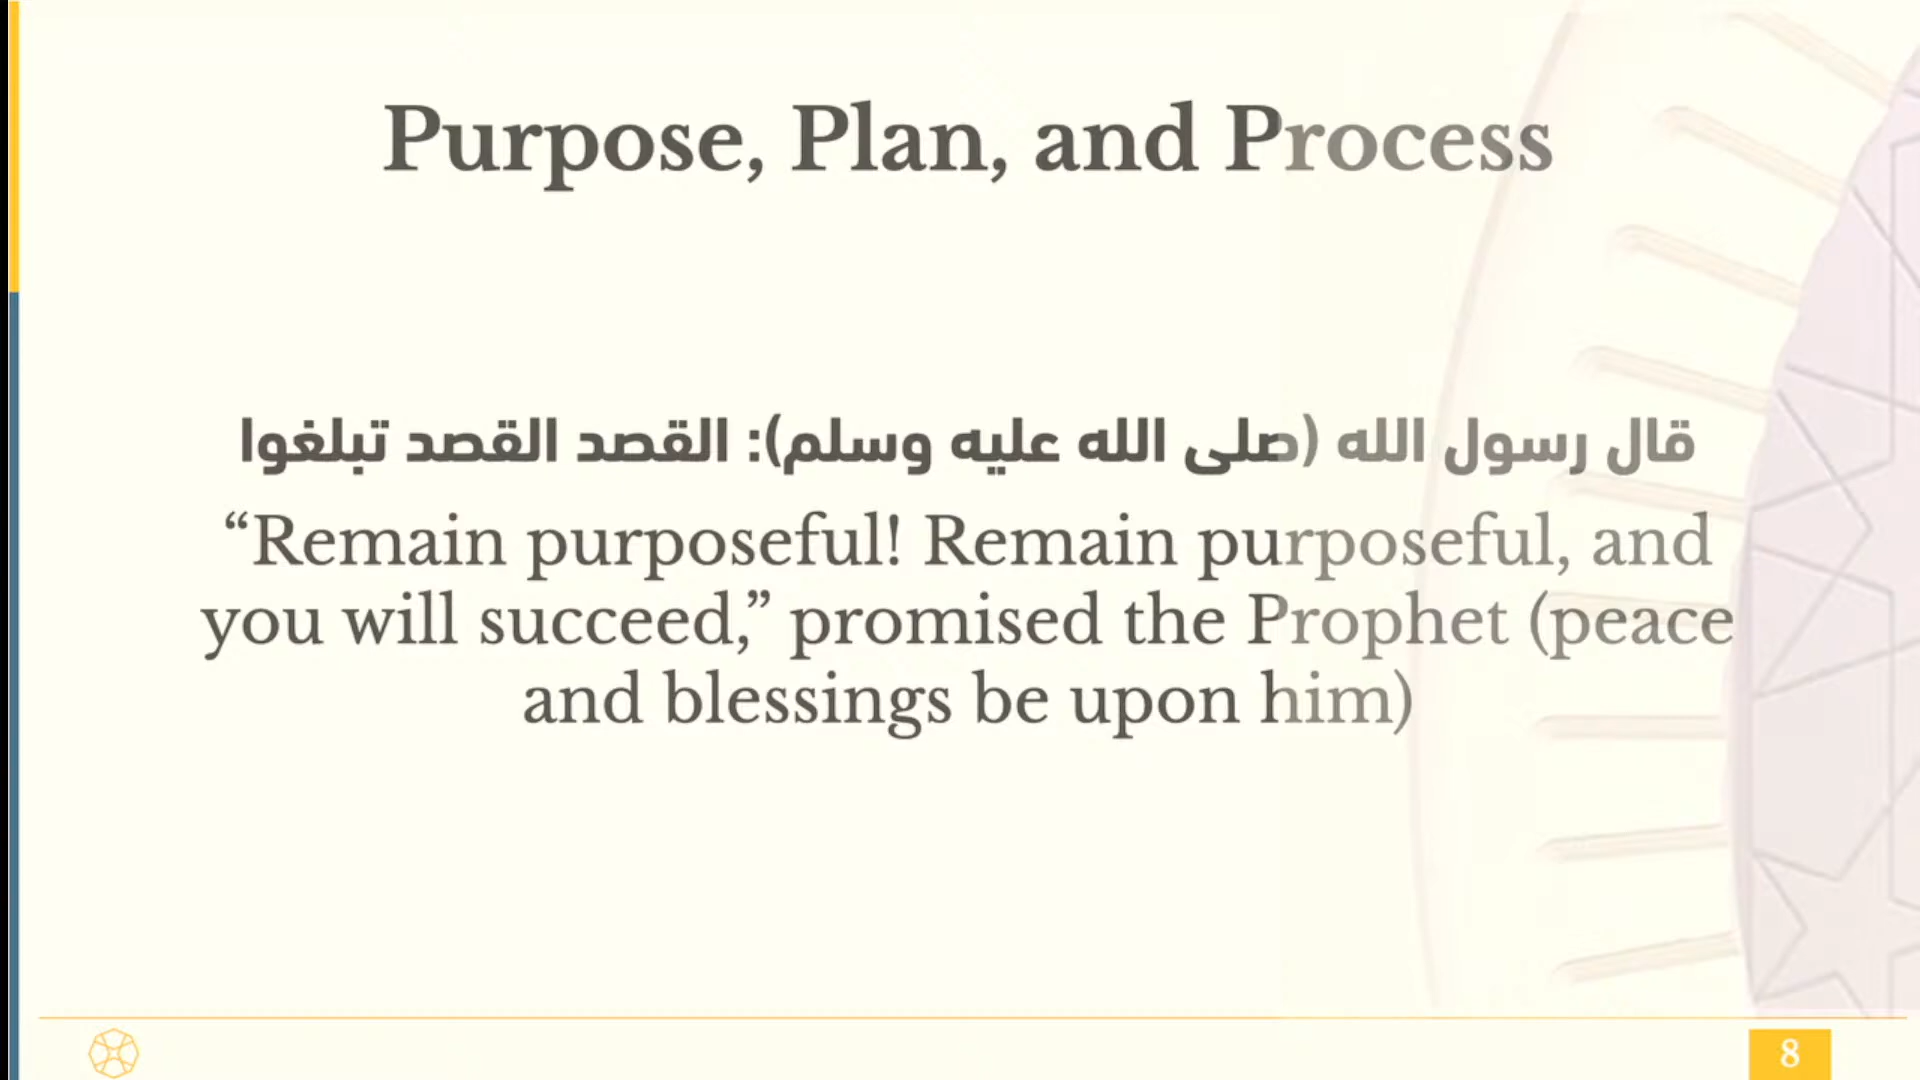 Purpose, Plan, and Process
قال رسول الله (صلى الله عليه وسلم): القصد القصد تبلغوا
“Remain purposeful! Remain purposeful, and
you will succeed,” promised the Prophet (peace
and blessings be upon him)
8